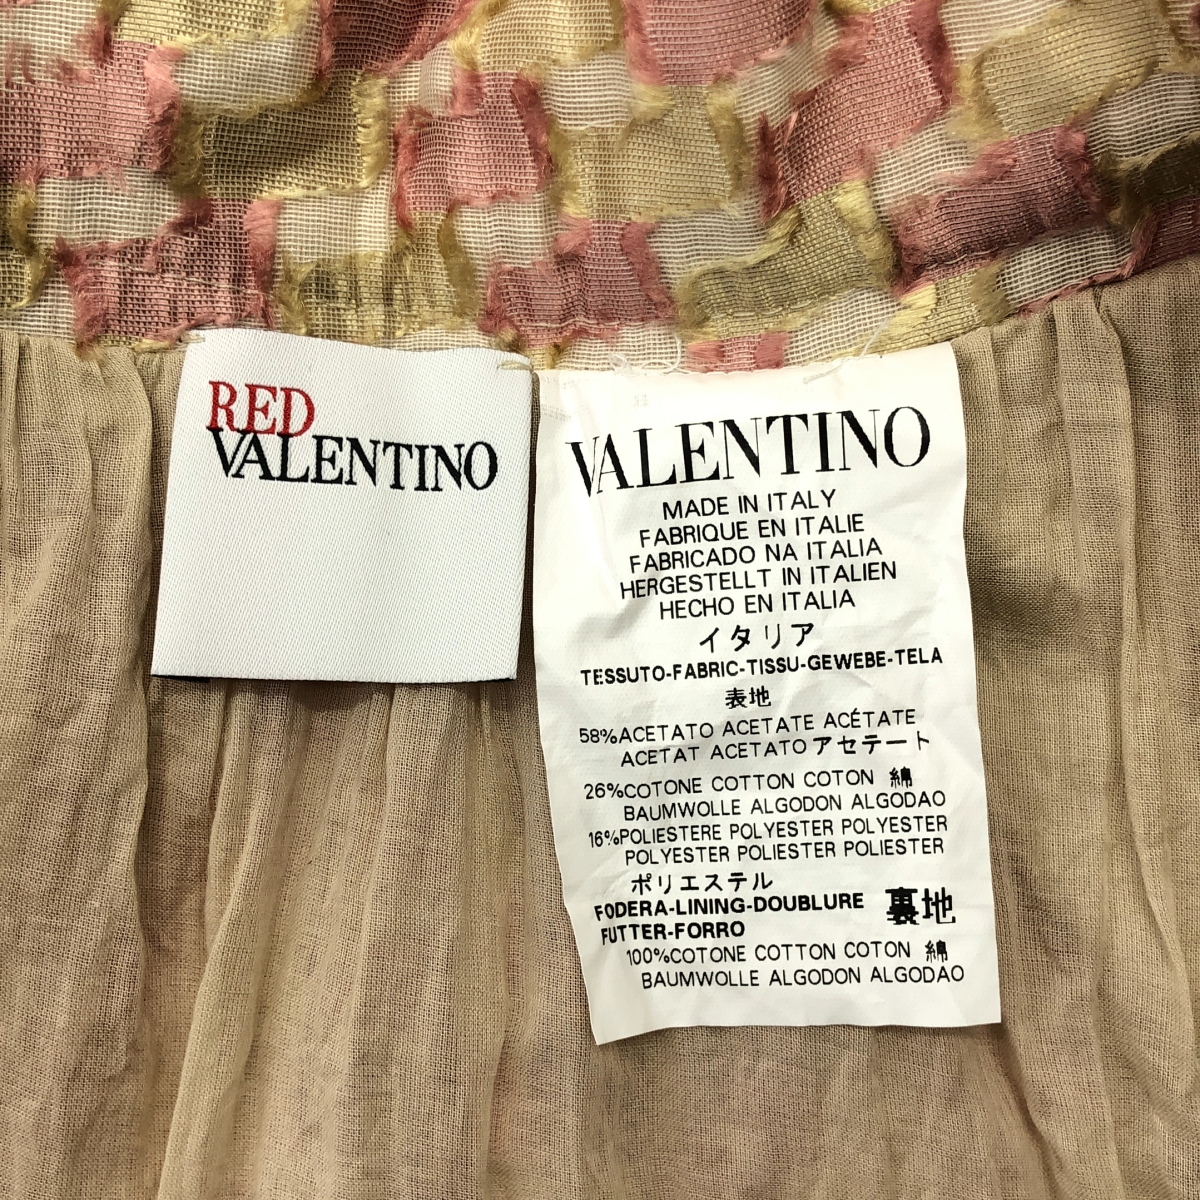 RED
VALENTINO
VALENTINO
MADE IN ITALY
FABRIQUE EN ITALIE
FABRICADO NA ITALIA
HERGESTELLT IN ITALIEN
HECHO EN ITALIA
イタリア
TESSUTO-FABRIC-TISSU-GEWEBE-TELA
表地
58%ACETATO ACETATE ACÉTATE
ACETAT ACETATO アセテート
26%COTONE COTTON COTON 綿
BAUMWOLLE ALGODON ALGODAO
16%POLIESTERE POLYESTER POLYESTER
POLYESTER POLIESTER POLIESTER
ポリエステル
FODERA-LINING-DOUBLURE 裏地
FUTTER-FORRO
100%COTONE COTTON COTON 綿
BAUMWOLLE ALGODON ALGODAO